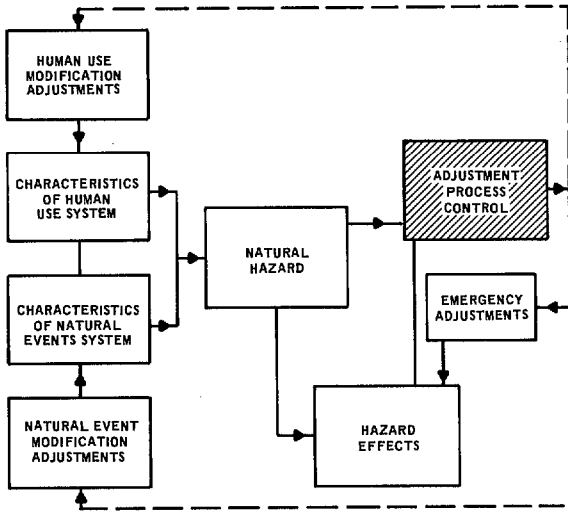 HUMAN USE
MODIFICATION
ADJUSTMENTS
CHARACTERISTICS
OF HUMAN
USE SYSTEM
CHARACTERISTICS
OF NATURAL
EVENTS SYSTEM
NATURAL EVENT
MODIFICATION
ADJUSTMENTS
NATURAL
HAZARD
ADJUSTMENT
PROCESS
CONTROL
EMERGENCY
ADJUSTMENTS
HAZARD
EFFECTS